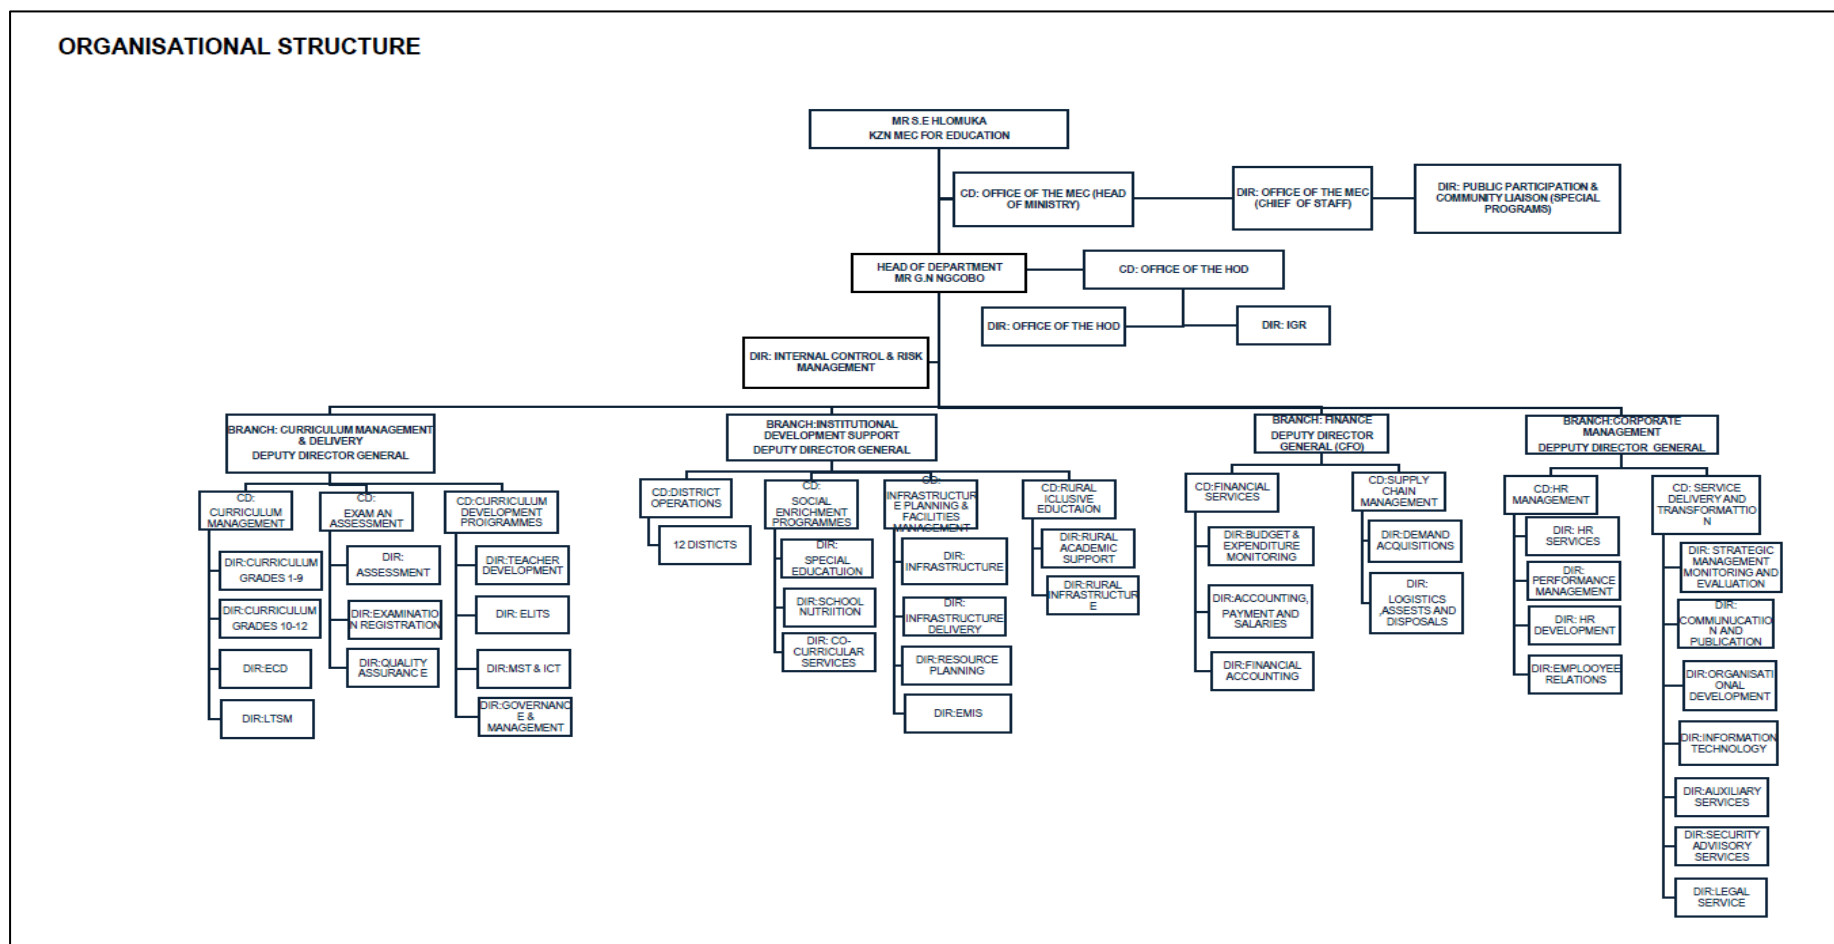 ORGANISATIONAL STRUCTURE
MR S.E HLOMUKA
KZN MEC FOR EDUCATION
CD: OFFICE OF THE MEC (HEAD
OF MINISTRY)
DIR: OFFICE OF THE MEC
(CHIEF OF STAFF)
DIR: PUBLIC PARTICIPATION &
COMMUNITY LIAISON (SPECIAL
PROGRAMS)
HEAD OF DEPARTMENT
MR G.N NGCOBO
CD: OFFICE OF THE HOD
DIR: OFFICE OF THE HOD
DIR: IGR
DIR: INTERNAL CONTROL & RISK
MANAGEMENT
BRANCH: CURRICULUM MANAGEMENT
& DELIVERY
DEPUTY DIRECTOR GENERAL
BRANCH:INSTITUTIONAL
DEVELOPMENT SUPPORT
DEPUTY DIRECTOR GENERAL
BRANCH: FINANCE
DEPUTY DIRECTOR
GENERAL (CFO)
BRANCH:CORPORATE
MANAGEMENT
DEPPUTY DIRECTOR GENERAL
CD:
CURRICULUM
MANAGEMENT
DIR:CURRICULUM
GRADES 1-9
DIR:CURRICULUM
GRADES 10-12
DIR:ECD
DIR:LTSM
CD:
EXAM AN
ASSESSMENT
DIR:
ASSESSMENT
DIR:EXAMINATIO
N REGISTRATION
DIR:QUALITY
ASSURANC E
CD:CURRICULUM
DEVELOPMENT
PROIGRAMMES
DIR:TEACHER
DEVELOPMENT
DIR: ELITS
DIR:MST & ICT
DIR:GOVERNANC
E &
MANAGEMENT
CD:DISTRICT
OPERATIONS
12 DISTICTS
CD:
SOCIAL
ENRICHMENT
PROGRAMMES
DIR:
SPECIAL
EDUCATUION
DIR:SCHOOL
NUTRIITION
DIR: CO-
CURRICULAR
SERVICES
CD:
INFRASTRUCTUR
E PLANNING &
FACILITIES
MANAGEMENT
DIR:
INFRASTRUCTURE
DIR:
INFRASTRUCTURE
DELIVERY
DIR:RESOURCE
PLANNING
DIR:EMIS
CD:RURAL
ICLUSIVE
EDUCTAION
DIR:RURAL
ACADEMIC
SUPPORT
DIR:RURAL
INFRASTRUCTUR
E
CD:FINANCIAL
SERVICES
DIR:BUDGET &
EXPENDITURE
MONITORING
DIR:ACCOUNTING,
PAYMENT AND
SALARIES
DIR:FINANCIAL
ACCOUNTING
CD:SUPPLY
CHAIN
MANAGEMENT
DIR:DEMAND
ACQUISITIONS
DIR:
LOGISTICS
,ASSESTS AND
DISPOSALS
CD:HR
MANAGEMENT
DIR: HR
SERVICES
DIR:
PERFORMANCE
MANAGEMENT
DIR: HR
DEVELOPMENT
DIR:EMPLOOYEE
RELATIONS
CD: SERVICE
DELIVERY AND
TRANSFORMATTIO
N
DIR: STRATEGIC
MANAGEMENT
MONITORING AND
EVALUATION
DIR:
COMMUNUCATIIO
N AND
PUBLICATION
DIR:ORGANISATI
ONAL
DEVELOPMENT
DIR:INFORMATION
TECHNOLOGY
DIR:AUXILIARY
SERVICES
DIR:SECURITY
ADVIISORY
SERVICES
DIR:LEGAL
SERVICE